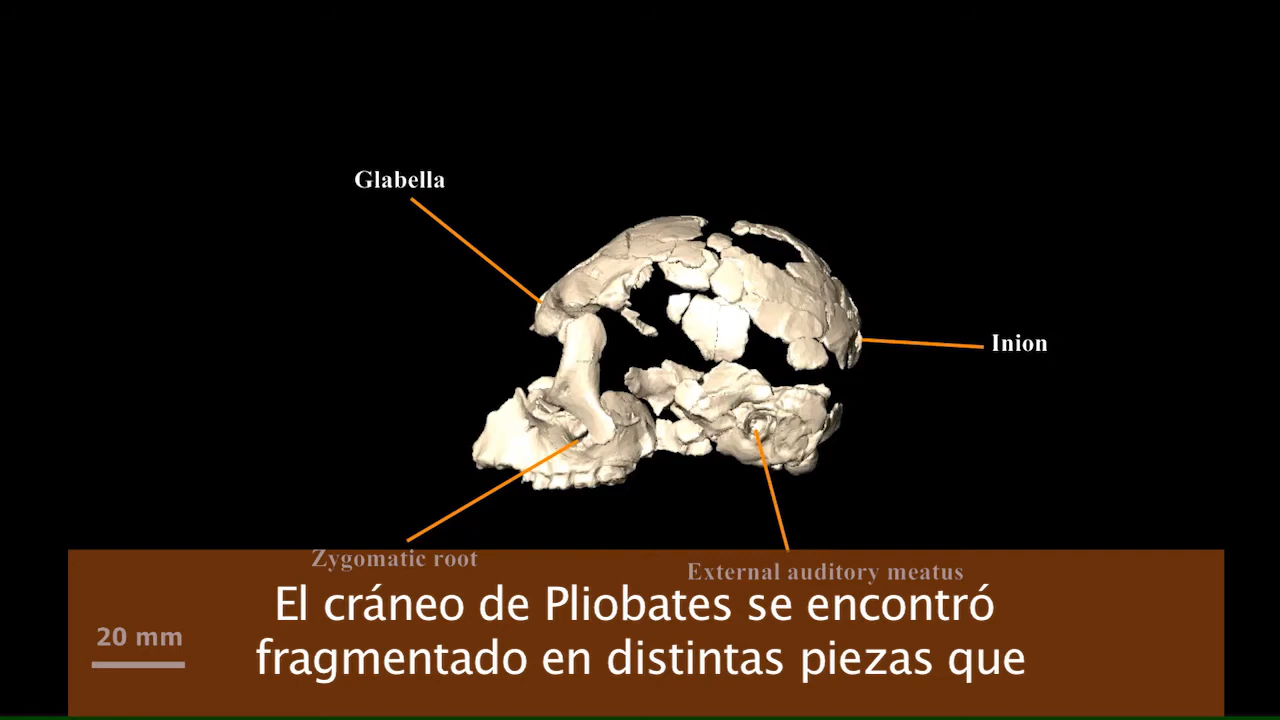 Glabella
Inion
Zygomatic root
External auditory meatus
El cráneo de Pliobates se encontró
20 mm
fragmentado en distintas piezas que